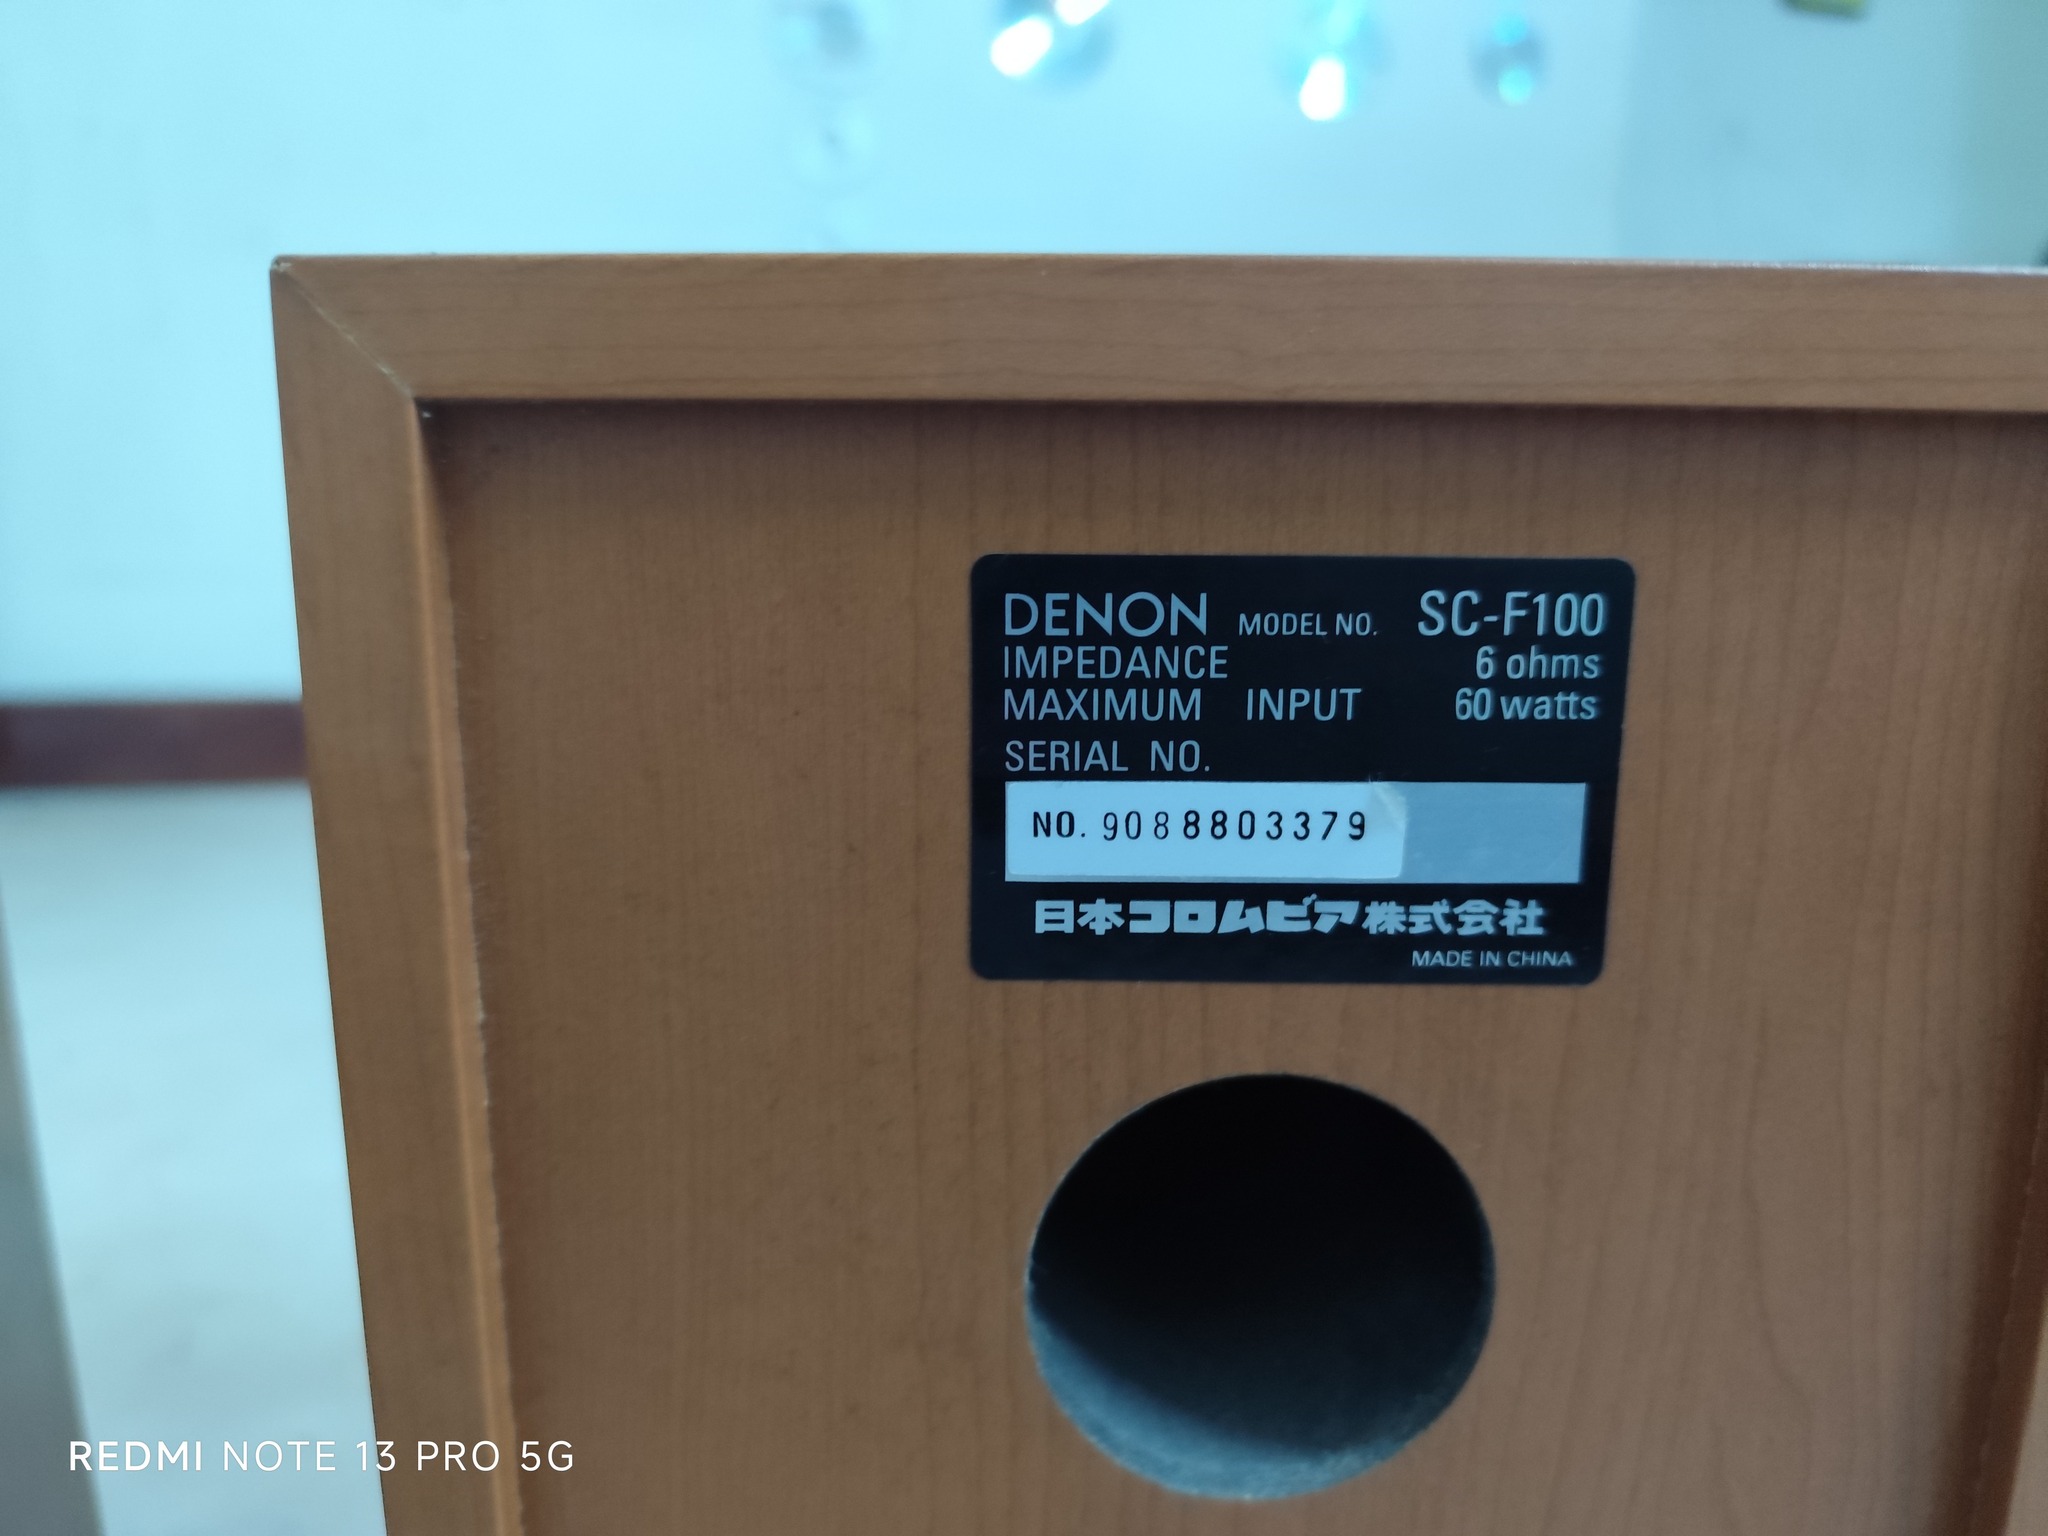 DENON MODEL NO. SC-F100
IMPEDANCE 6 ohms
MAXIMUM INPUT 60 watts
SERIAL NO.
NO. 9088803379
日本コロムビア株式会社
MADE IN CHINA
REDMI NOTE 13 PRO 5G